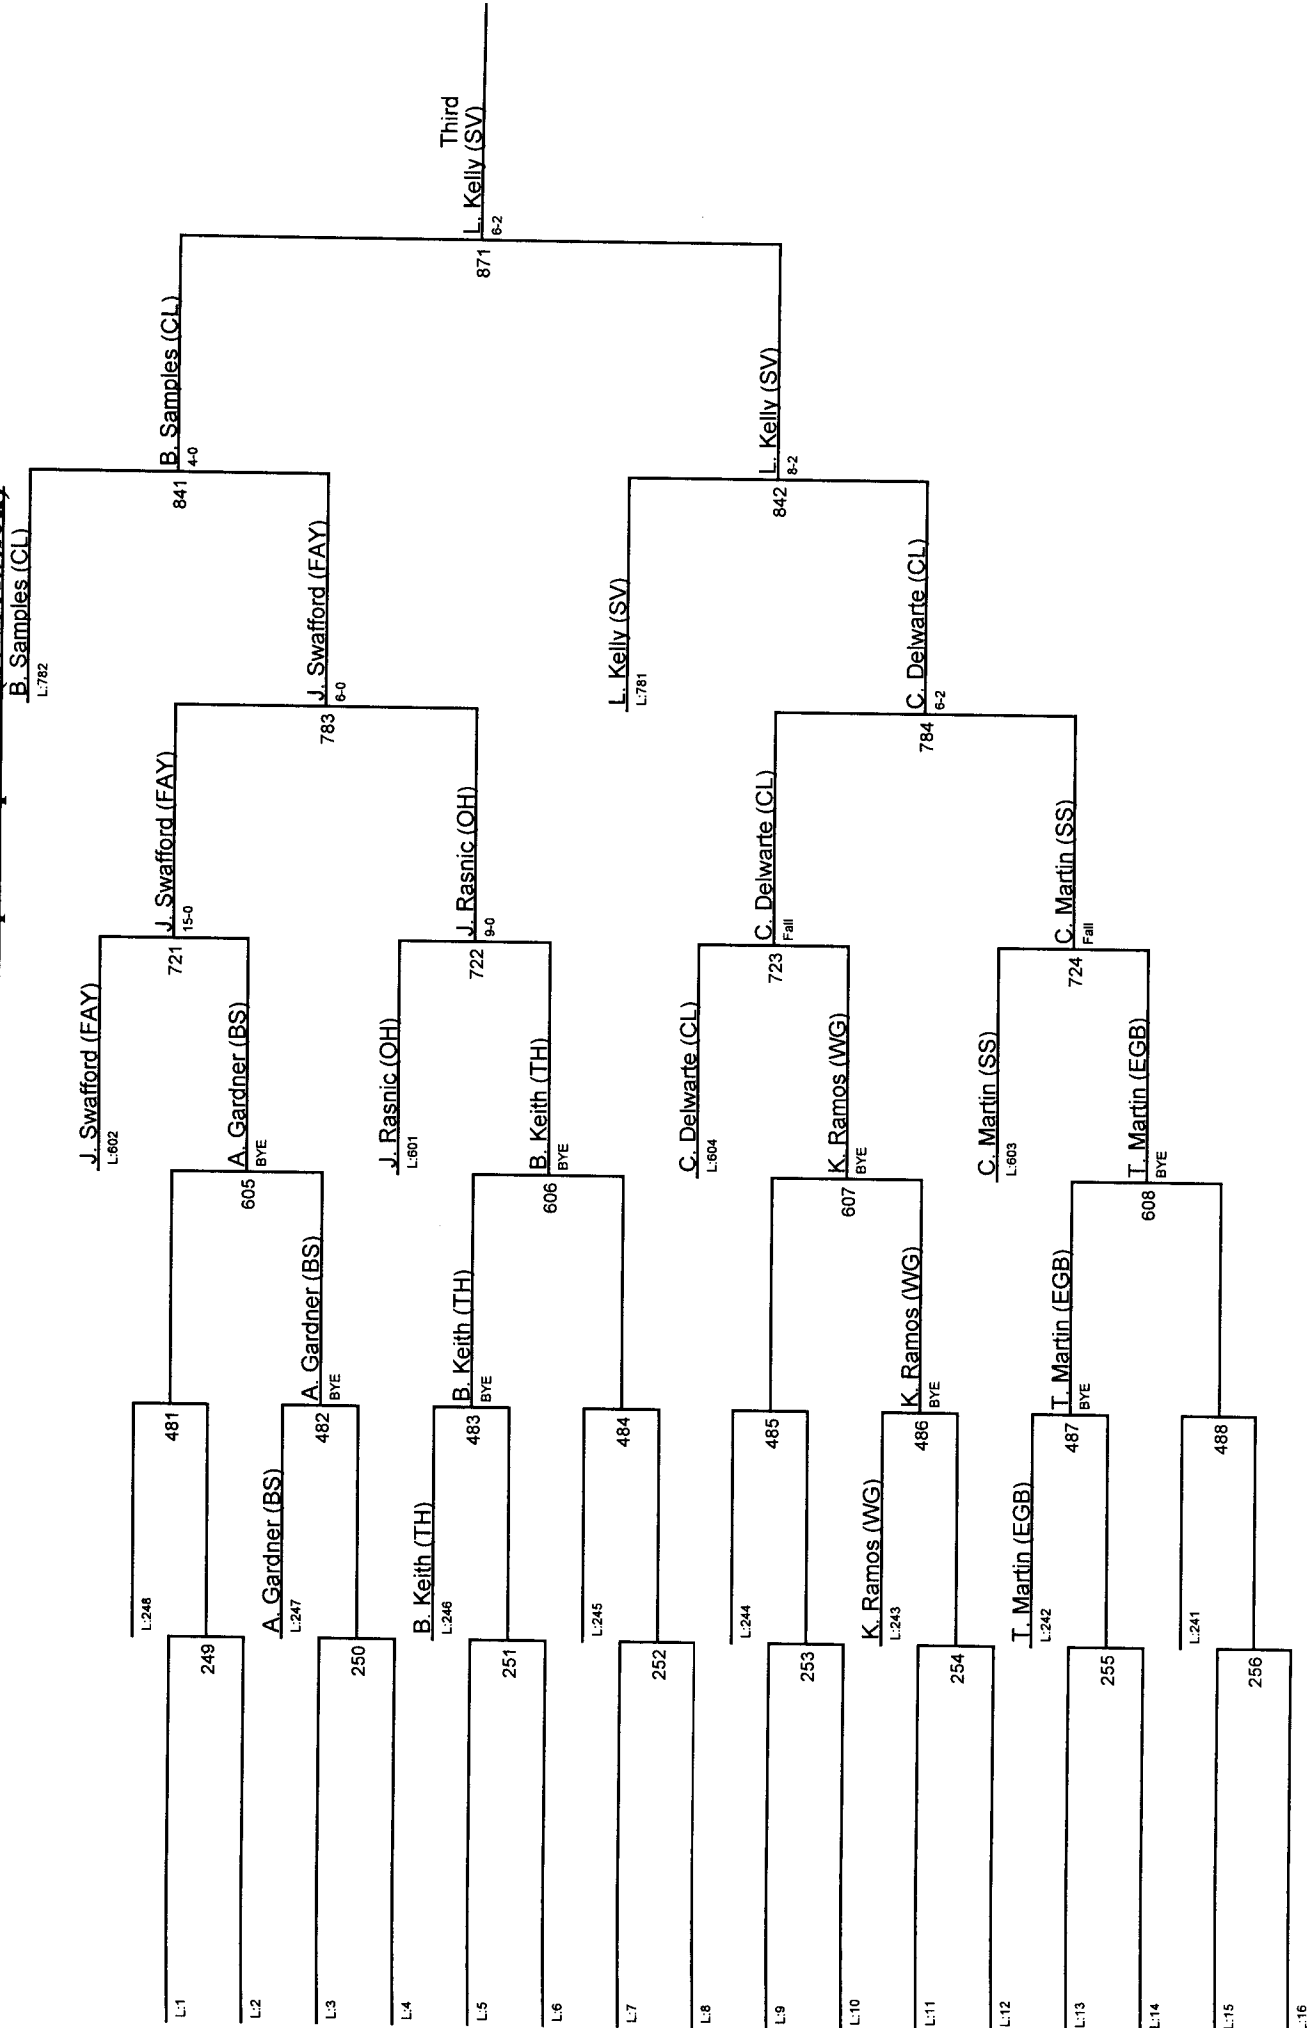 L:1
L:2
L:3
L:4
L:5
L:6
L:7
L:8
L:9
L:10
L:11
L:12
L:13
L:14
L:15
L:16
249
250
251
252
253
254
255
256
L:248
A. Gardner (BS)
L:247
B. Keith (TH)
L:246
L:245
L:244
K. Ramos (WG)
L:243
T. Martin (EGB)
L:242
L:241
481
482
483
484
485
486
487
488
A. Gardner (BS)
BYE
B. Keith (TH)
BYE
K. Ramos (WG)
BYE
T. Martin (EGB)
BYE
605
606
607
608
J. Swafford (FAY)
L:602
A. Gardner (BS)
BYE
J. Rasnic (OH)
L:601
B. Keith (TH)
BYE
C. Delwarte (CL)
L:604
K. Ramos (WG)
BYE
C. Martin (SS)
L:603
T. Martin (EGB)
BYE
721
722
723
724
J. Swafford (FAY)
15-0
J. Rasnic (OH)
9-0
C. Delwarte (CL)
Fall
C. Martin (SS)
Fall
783
784
B. Samples (CL)
L:782
J. Swafford (FAY)
6-0
L. Kelly (SV)
L:781
C. Delwarte (CL)
6-2
841
842
B. Samples (CL)
4-0
L. Kelly (SV)
8-2
871
Third
L. Kelly (SV)
6-2